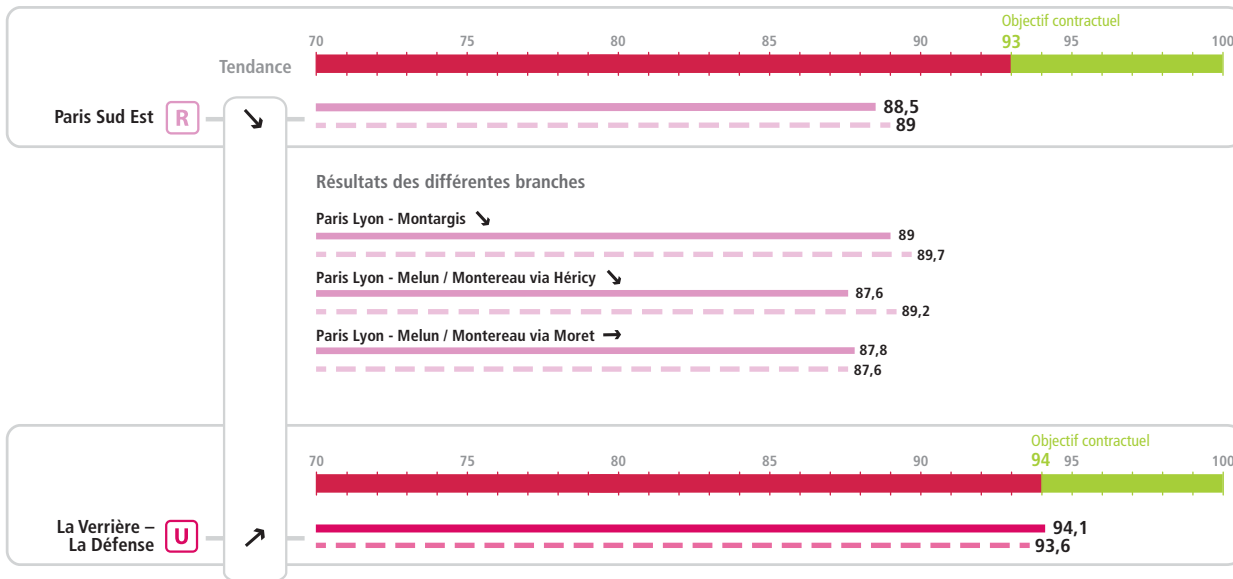 Objectif contractuel
70 75 80 85 90 93 95 100
Tendance
Paris Sud Est R
88,5
89
Résultats des différentes branches
Paris Lyon - Montargis
89
89,7
Paris Lyon - Melun / Montereau via Héricy
87,6
89,2
Paris Lyon - Melun / Montereau via Moret
87,8
87,6
Objectif contractuel
70 75 80 85 90 94 95 100
La Verrière –
La Défense U
94,1
93,6